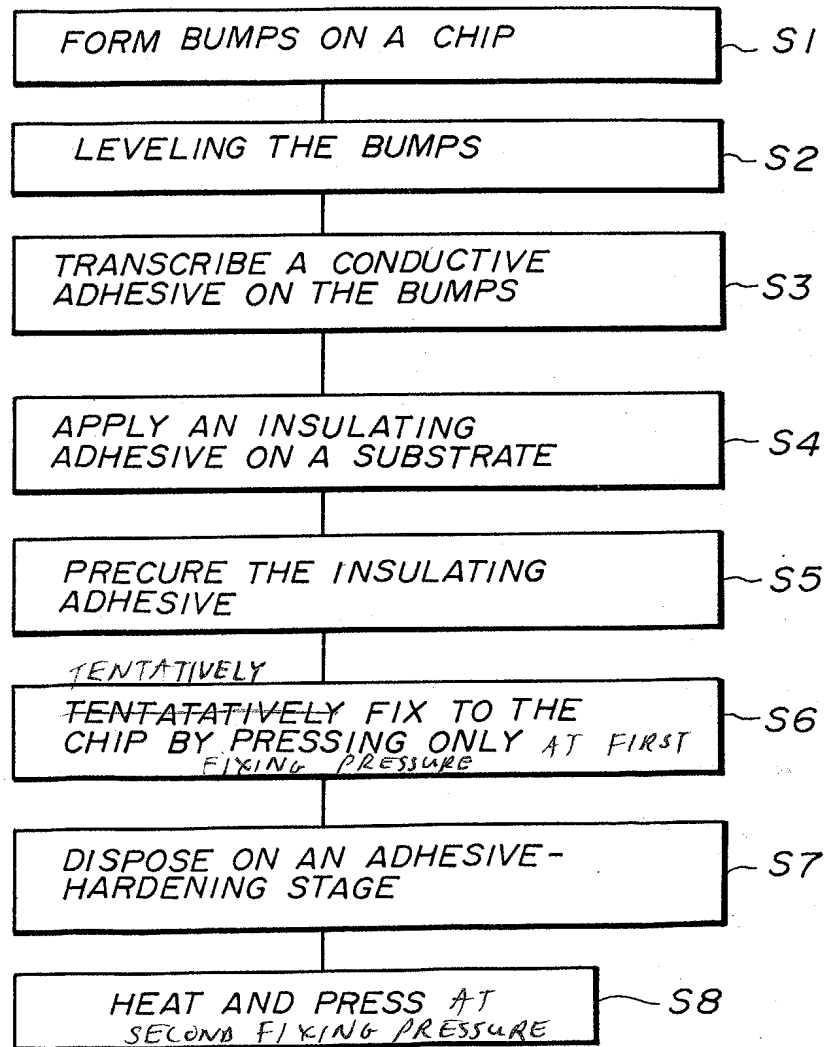 FORM BUMPS ON A CHIP
S1
LEVELING THE BUMPS
S2
TRANSCRIBE A CONDUCTIVE
ADHESIVE ON THE BUMPS
S3
APPLY AN INSULATING
ADHESIVE ON A SUBSTRATE
S4
PRECURE THE INSULATING
ADHESIVE
S5
TENTATIVELY
TENTATATIVELY FIX TO THE
CHIP BY PRESSING ONLY AT FIRST
FIXING PRESSURE
S6
DISPOSE ON AN ADHESIVE-
HARDENING STAGE
S7
HEAT AND PRESS AT
SECOND FIXING PRESSURE
S8